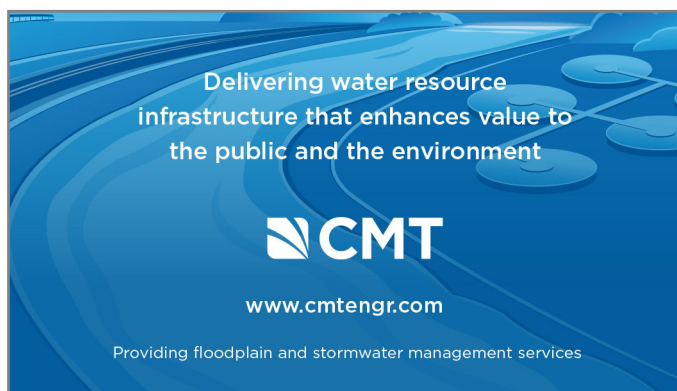 Delivering water resource
infrastructure that enhances value to
the public and the environment
CMT
www.cmtengr.com
Providing floodplain and stormwater management services